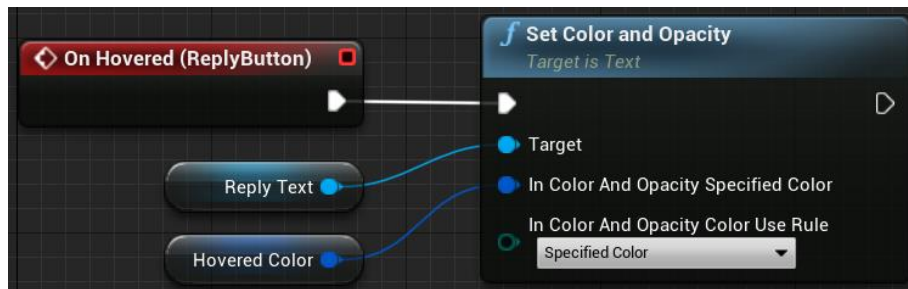 On Hovered (ReplyButton)
Set Color and Opacity
Target is Text
Target
Reply Text
In Color And Opacity Specified Color
In Color And Opacity Color Use Rule
Hovered Color
Specified Color